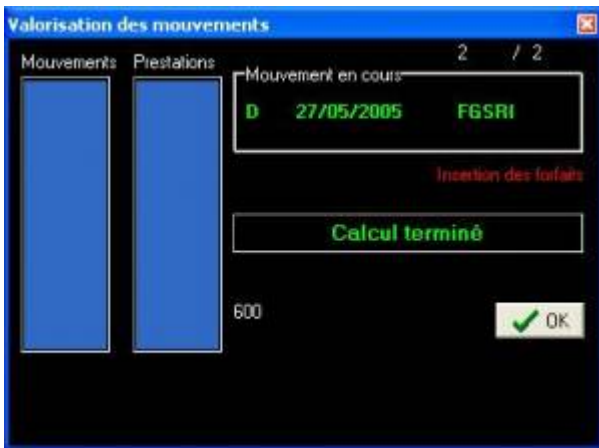 Valorisation des mouvements
Mouvements Prestations
2 / 2
Mouvement en cours
D 27/05/2005 FGSRI
Insertion des forfaits
Calcul terminé
600
OK